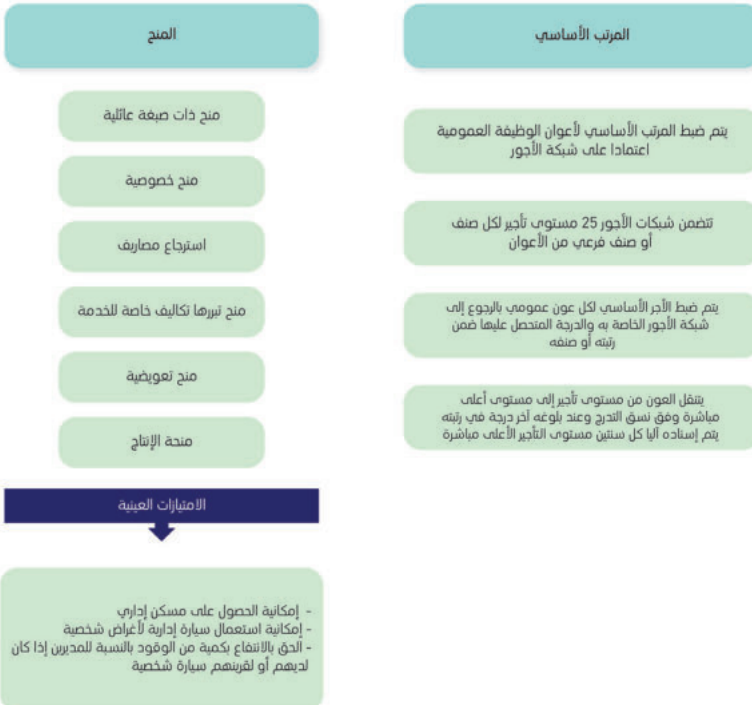 المرتب الأساسي
يتم ضبط المرتب الأساسي لأعوان الوظيفة العمومية
اعتمادا على شبكة الأجور
تتضمن شبكات الأجور 25 مستوى تأجير لكل صنف
أو صنف فرعي من الأعوان
يتم ضبط الأجر الأساسي لكل عون عمومي بالرجوع إلى
شبكة الأجور الخاصة به والدرجة المتحصل عليها ضمن
رتبته أو صنفه
يتنقل العون من مستوى تأجير إلى مستوى أعلى
مباشرة وفق نسق التدرج وعند بلوغه آخر درجة في رتبته
يتم إسناده آليا كل سنتين مستوى التأجير الأعلى مباشرة
المنح
منح ذات صبغة عائلية
منح خصوصية
استرجاع مصاريف
منح تبررها تكاليف خاصة للخدمة
منح تعويضية
منحة الإنتاج
الامتيازات العينية
- إمكانية الحصول على مسكن إداري
- إمكانية استعمال سيارة إدارية لأغراض شخصية
- الحق بالانتفاع بكمية من الوقود بالنسبة للمديرين إذا كان
لديهم أو لقرينهم سيارة شخصية